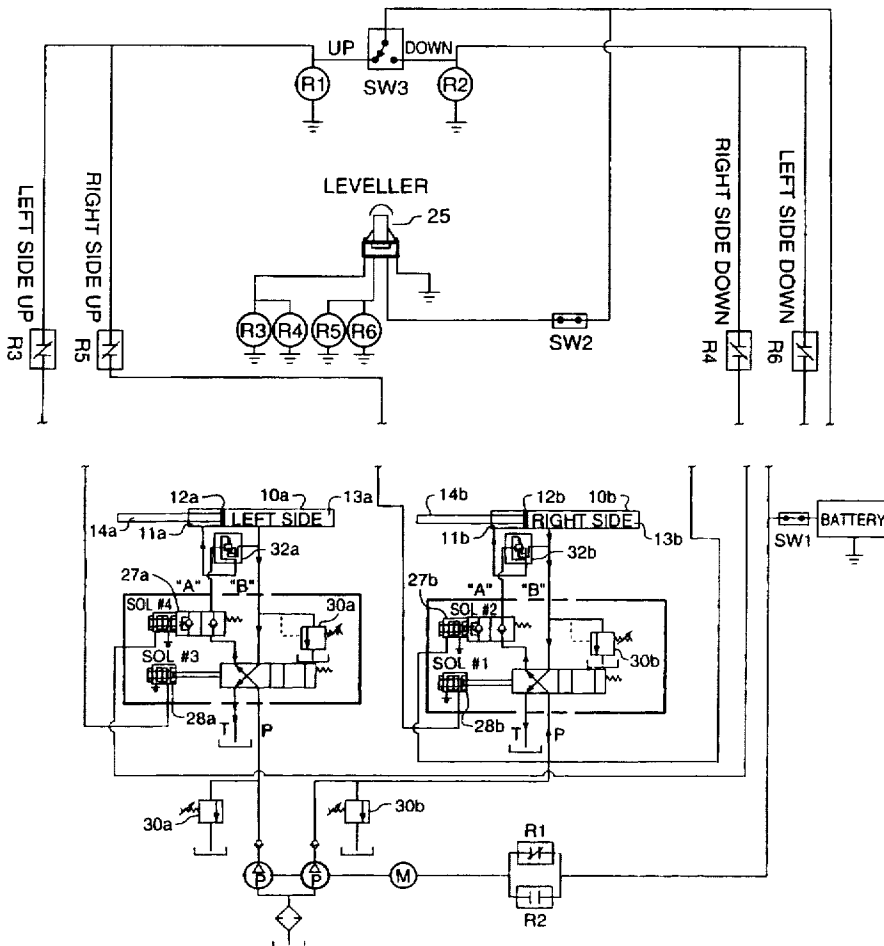 UP
DOWN
R1
SW3
R2
LEFT SIDE UP
RIGHT SIDE UP
LEVELLER
25
RIGHT SIDE DOWN
LEFT SIDE DOWN
R3
R4
R5
R6
SW2
R3
R5
R4
R6
12a
10a
13a
14a
11a
LEFT SIDE
32a
27a
"A"
"B"
30a
SOL #4
SOL #3
28a
T
P
14b
12b
10b
11b
RIGHT SIDE
13b
32b
27b
"A"
"B"
SOL #2
30b
SOL #1
28b
T
P
SW1
BATTERY
30a
30b
P
P
M
R1
R2